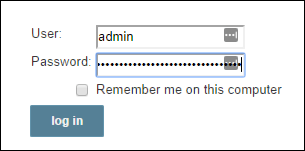 User:
admin
Password:
••••••••••••••••••••••••••••••••
Remember me on this computer
log in